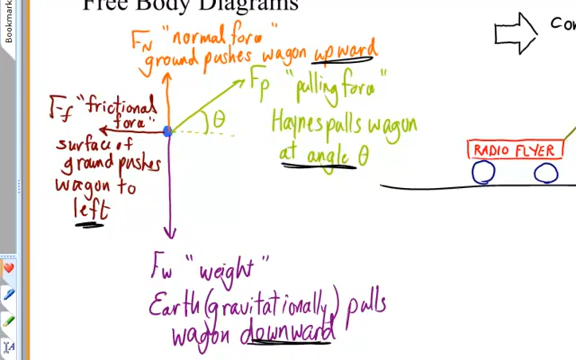 Free Body Diagrams
FN "normal force"
ground pushes wagon upward
Fp "pulling force"
Haynes pulls wagon
at angle θ
θ
Ff "frictional
force"
surface of
ground pushes
wagon to
left
Fw "weight"
Earth (gravitationally) pulls
wagon downward
RADIO FLYER
Bookmark